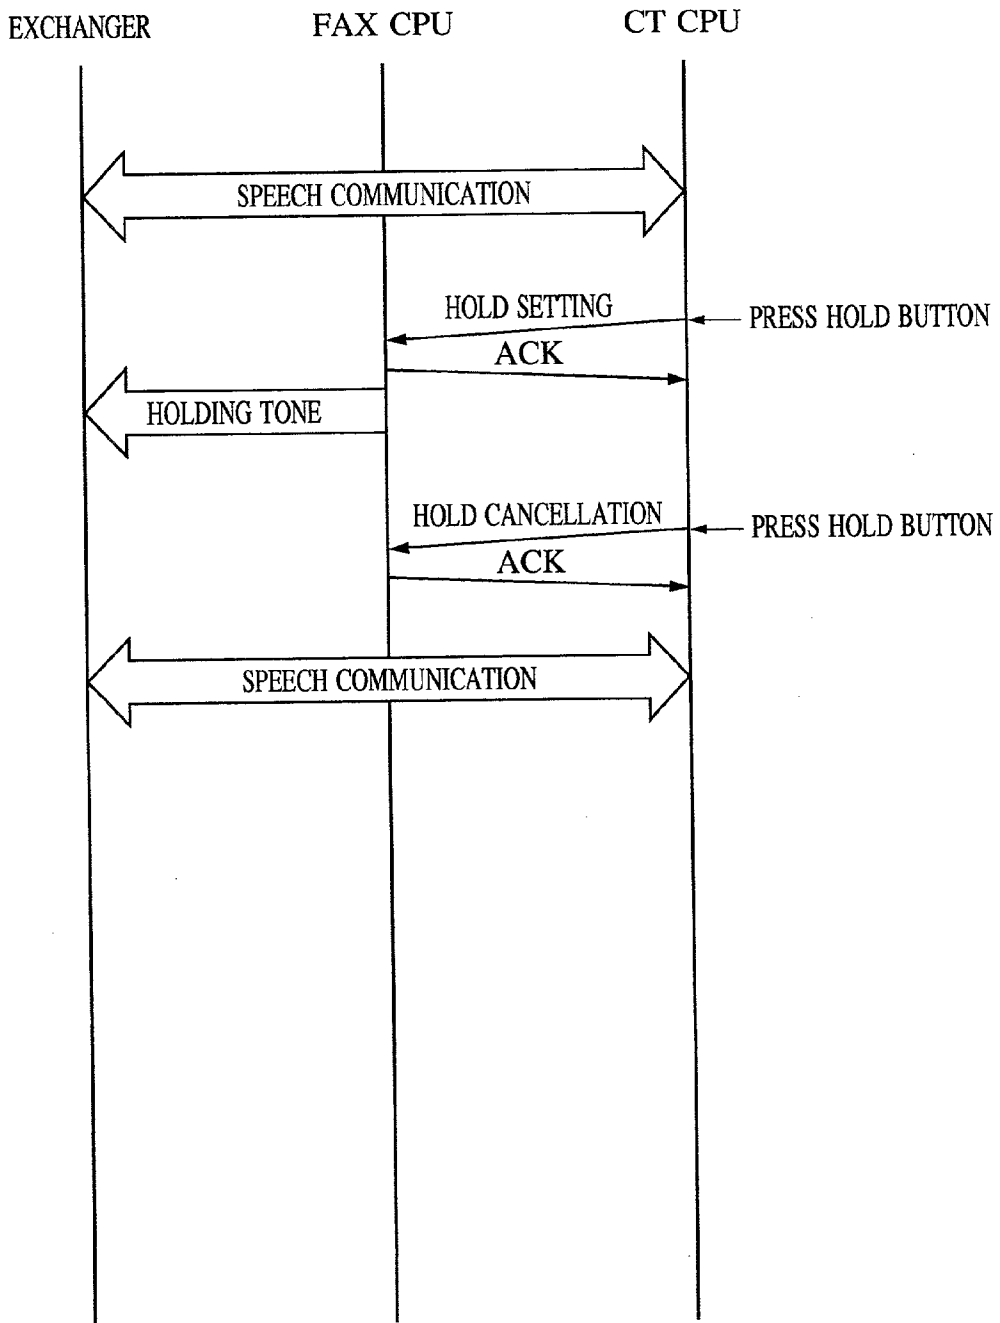 EXCHANGER
FAX CPU
CT CPU
SPEECH COMMUNICATION
HOLD SETTING
PRESS HOLD BUTTON
ACK
HOLDING TONE
HOLD CANCELLATION
PRESS HOLD BUTTON
ACK
SPEECH COMMUNICATION